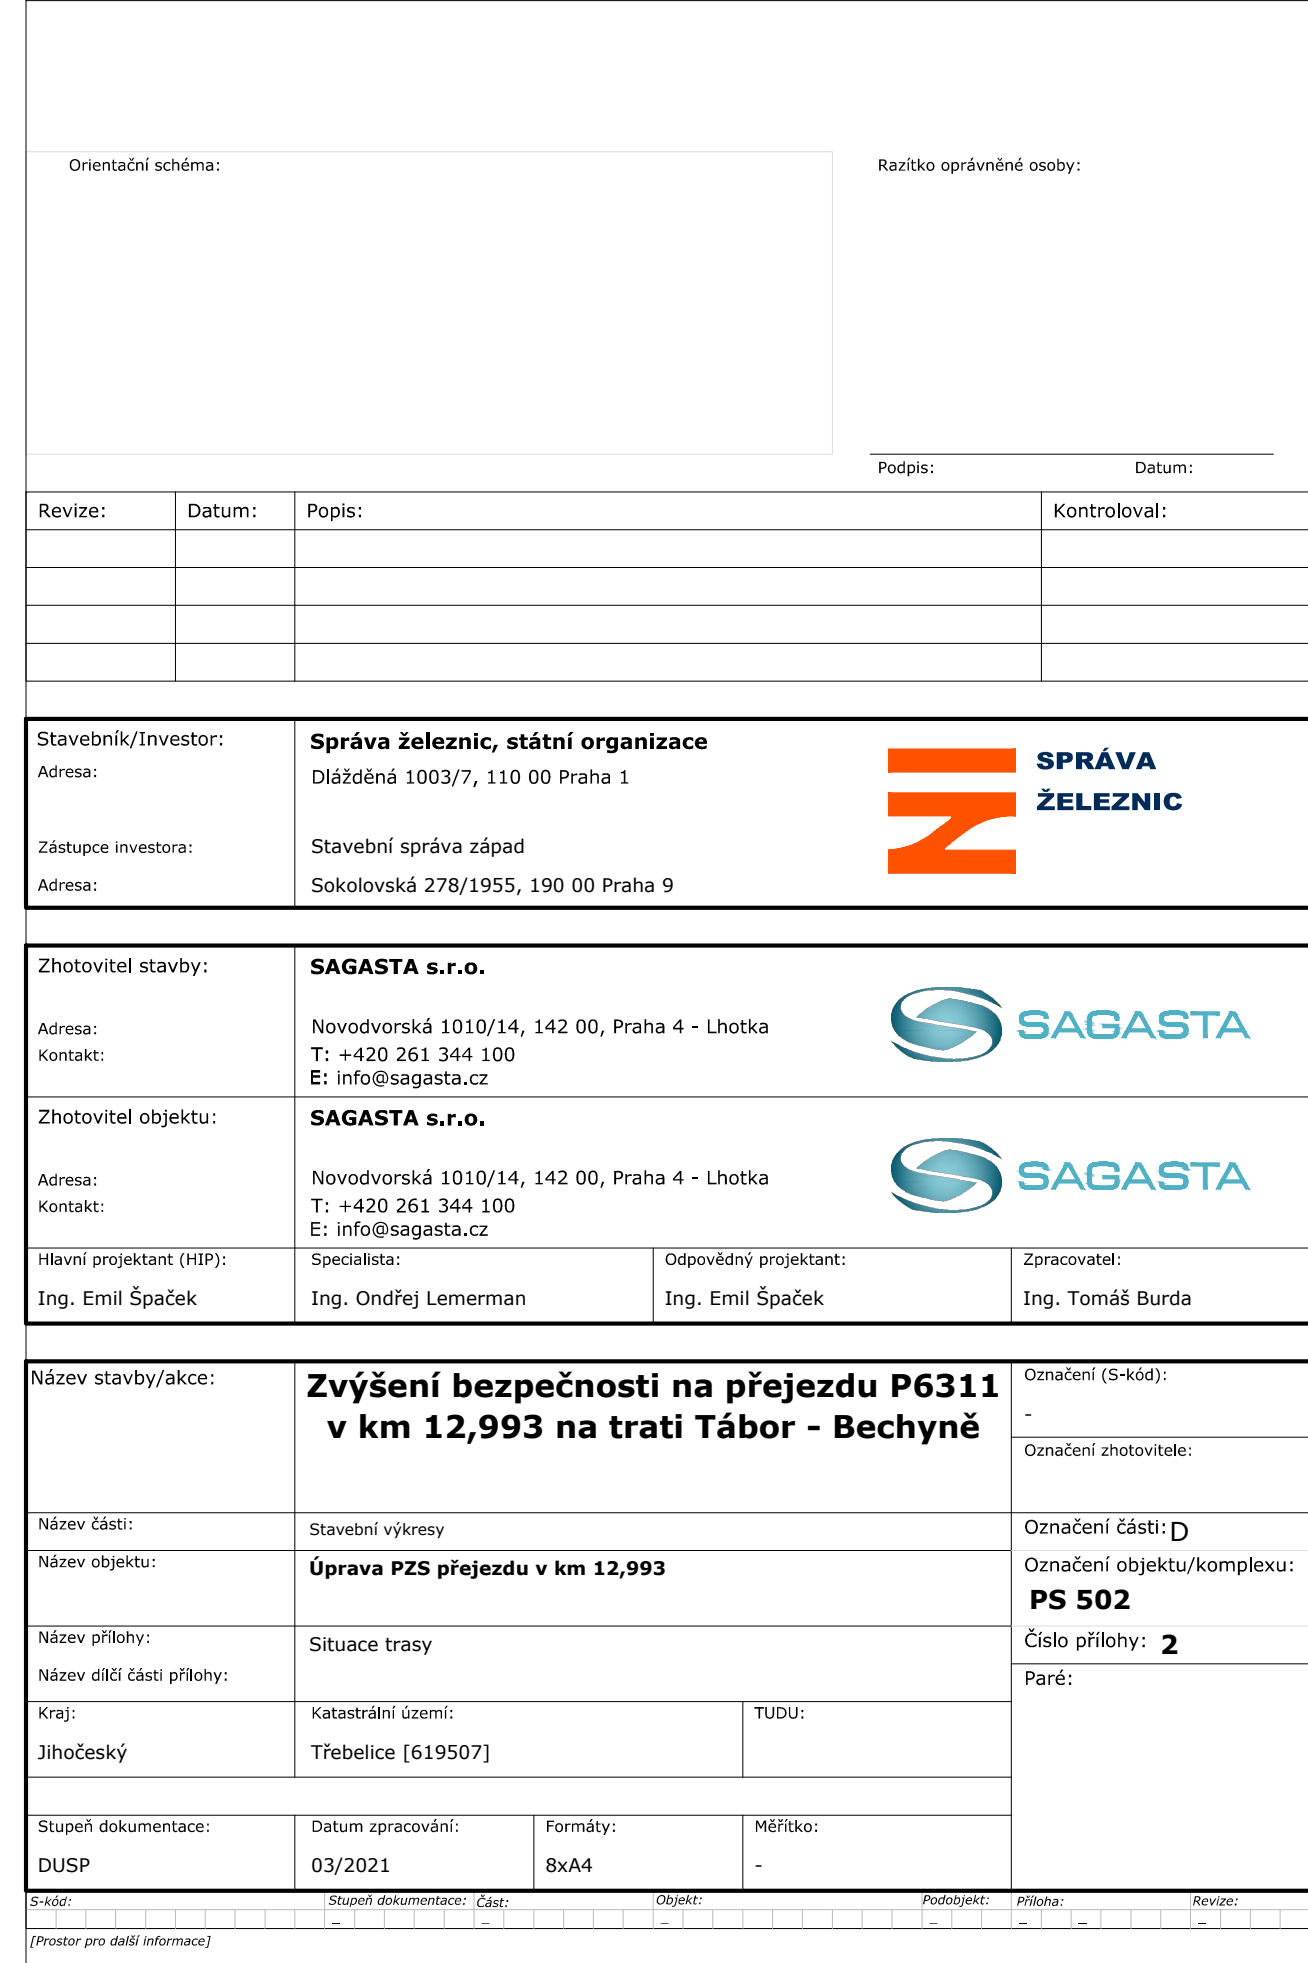 Orientační schéma:
Razítko oprávněné osoby:
Podpis:
Datum:
Revize:
Datum:
Popis:
Kontroloval:
Stavebník/Investor:
Správa železnic, státní organizace
Adresa:
Dlážděná 1003/7, 110 00 Praha 1
SPRÁVA
ŽELEZNIC
Zástupce investora:
Stavební správa západ
Adresa:
Sokolovská 278/1955, 190 00 Praha 9
Zhotovitel stavby:
SAGASTA s.r.o.
Adresa:
Novodvorská 1010/14, 142 00, Praha 4 - Lhotka
Kontakt:
T: +420 261 344 100
E: info@sagasta.cz
SAGASTA
Zhotovitel objektu:
SAGASTA s.r.o.
Adresa:
Novodvorská 1010/14, 142 00, Praha 4 - Lhotka
Kontakt:
T: +420 261 344 100
E: info@sagasta.cz
SAGASTA
Hlavní projektant (HIP):
Ing. Emil Špaček
Specialista:
Ing. Ondřej Lemerman
Odpovědný projektant:
Ing. Emil Špaček
Zpracovatel:
Ing. Tomáš Burda
Název stavby/akce:
Zvýšení bezpečnosti na přejezdu P6311
v km 12,993 na trati Tábor - Bechyně
Označení (S-kód):
-
Označení zhotovitele:
Název části:
Stavební výkresy
Označení části: D
Název objektu:
Úprava PZS přejezdu v km 12,993
Označení objektu/komplexu:
PS 502
Název přílohy:
Situace trasy
Číslo přílohy: 2
Název dílčí části přílohy:
Paré:
Kraj:
Jihočeský
Katastrální území:
Třebelice [619507]
TUDU:
Stupeň dokumentace:
DUSP
Datum zpracování:
03/2021
Formáty:
8xA4
Měřítko:
-
S-kód:
Stupeň dokumentace:
Část:
Objekt:
Podobjekt:
Příloha:
Revize:
_ _ _ _ _ _ _
[Prostor pro další informace]